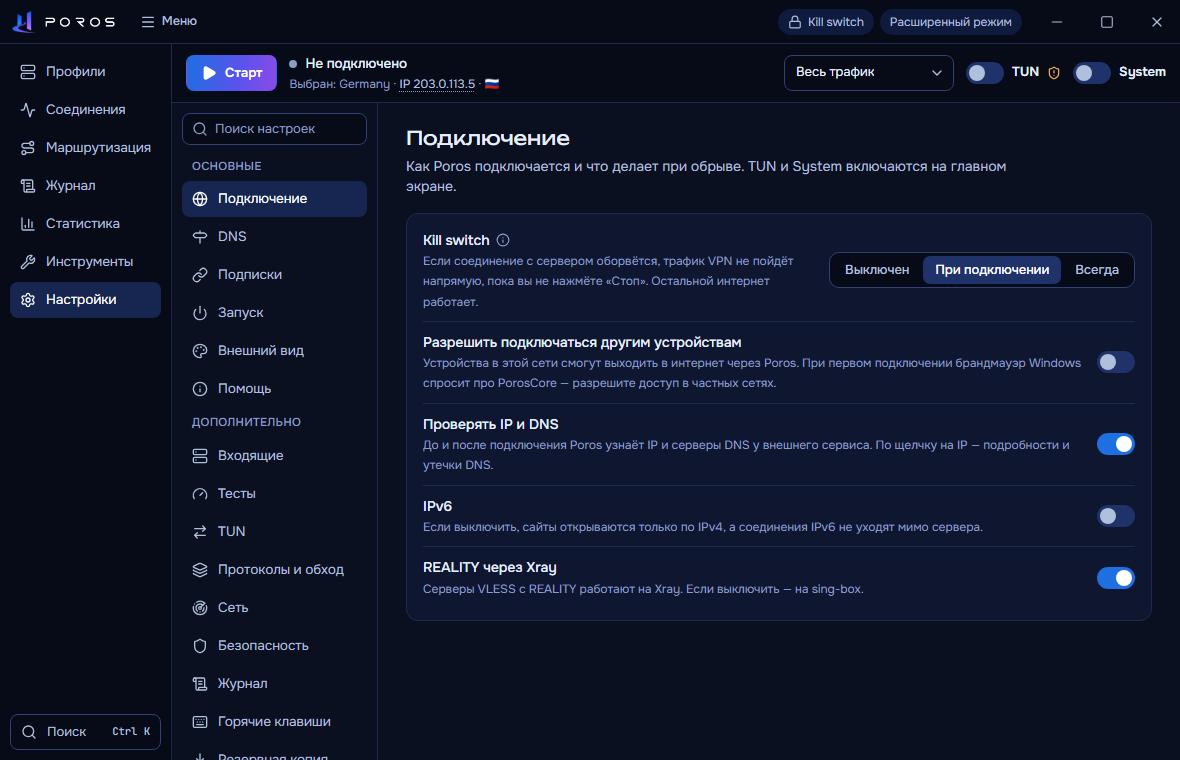 POROS
Меню
Kill switch
Расширенный режим
Профили
Соединения
Маршрутизация
Журнал
Статистика
Инструменты
Настройки
Поиск Ctrl K
Старт
Не подключено
Выбран: Germany · IP 203.0.113.5 ·
Весь трафик
TUN
System
Поиск настроек
ОСНОВНЫЕ
Подключение
DNS
Подписки
Запуск
Внешний вид
Помощь
ДОПОЛНИТЕЛЬНО
Входящие
Тесты
TUN
Протоколы и обход
Сеть
Безопасность
Журнал
Горячие клавиши
Резервная копия
Подключение
Как Poros подключается и что делает при обрыве. TUN и System включаются на главном
экране.
Kill switch
Если соединение с сервером оборвётся, трафик VPN не пойдёт
напрямую, пока вы не нажмёте «Стоп». Остальной интернет
работает.
Выключен
При подключении
Всегда
Разрешить подключаться другим устройствам
Устройства в этой сети смогут выходить в интернет через Poros. При первом подключении брандмауэр Windows
спросит про PorosCore — разрешите доступ в частных сетях.
Проверять IP и DNS
До и после подключения Poros узнаёт IP и серверы DNS у внешнего сервиса. По щелчку на IP — подробности и
утечки DNS.
IPv6
Если выключить, сайты открываются только по IPv4, а соединения IPv6 не уходят мимо сервера.
REALITY через Xray
Серверы VLESS с REALITY работают на Xray. Если выключить — на sing-box.